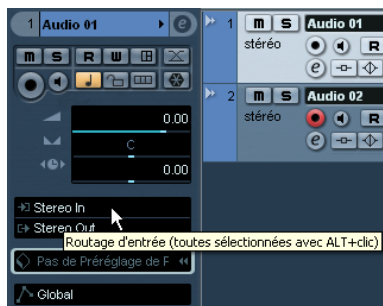 1 Audio 01 e
M S R W
0.00
C
0.00
Stereo In
Stereo Out
Routage d'entrée (toutes sélectionnées avec ALT+clic)
Pas de Préréglage de F
Global
1 M S Audio 01
stéréo R
e
2 M S Audio 02
stéréo R
e